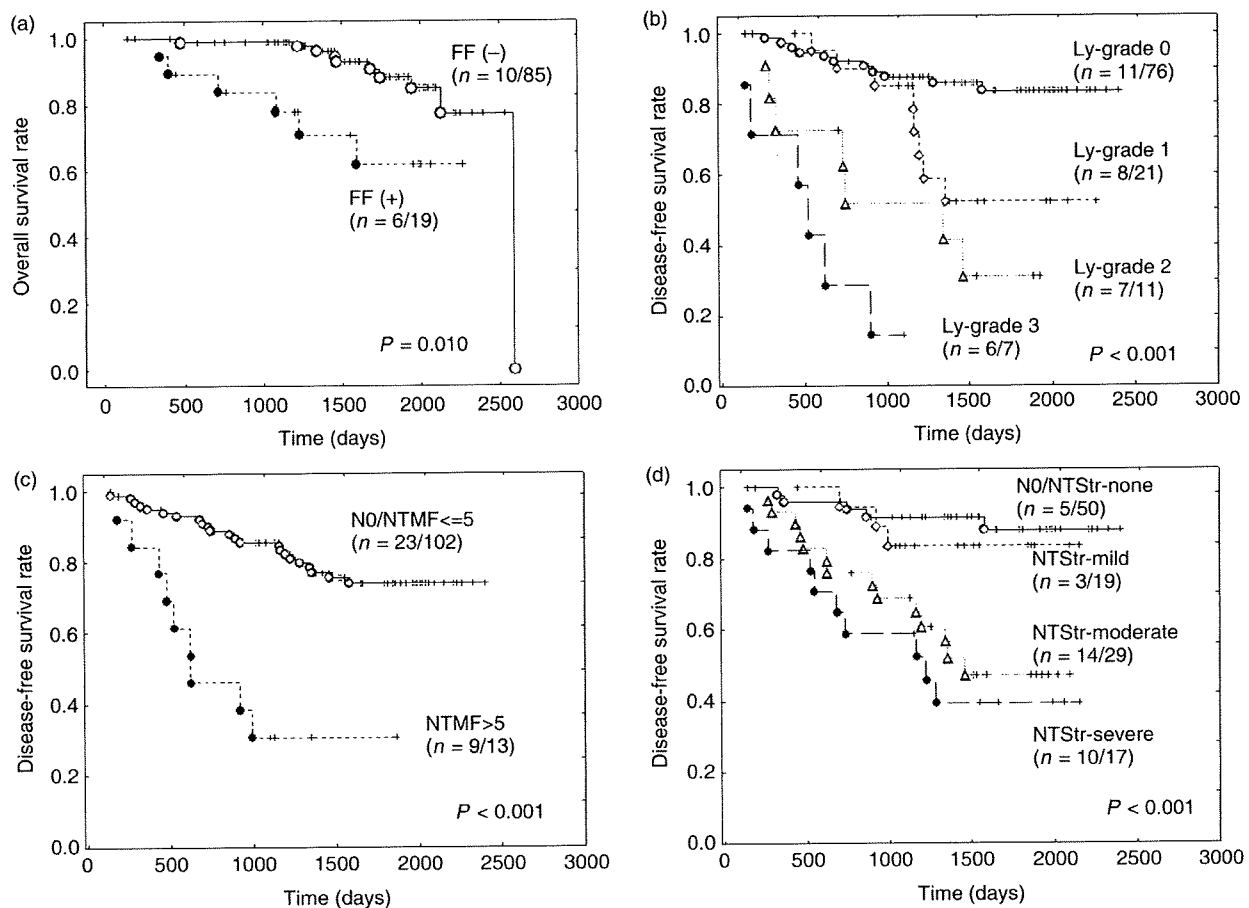 (a)
Overall survival rate
1.0
0.8
0.6
0.4
0.2
0.0
FF (–)
(n = 10/85)
FF (+)
(n = 6/19)
P = 0.010
0 500 1000 1500 2000 2500 3000
Time (days)
(b)
Disease-free survival rate
1.0
0.8
0.6
0.4
0.2
0.0
Ly-grade 0
(n = 11/76)
Ly-grade 1
(n = 8/21)
Ly-grade 2
(n = 7/11)
Ly-grade 3
(n = 6/7)
P < 0.001
0 500 1000 1500 2000 2500 3000
Time (days)
(c)
Disease-free survival rate
1.0
0.8
0.6
0.4
0.2
0.0
N0/NTMF<=5
(n = 23/102)
NTMF>5
(n = 9/13)
P < 0.001
0 500 1000 1500 2000 2500 3000
Time (days)
(d)
Disease-free survival rate
1.0
0.8
0.6
0.4
0.2
0.0
N0/NTStr-none
(n = 5/50)
NTStr-mild
(n = 3/19)
NTStr-moderate
(n = 14/29)
NTStr-severe
(n = 10/17)
P < 0.001
0 500 1000 1500 2000 2500 3000
Time (days)